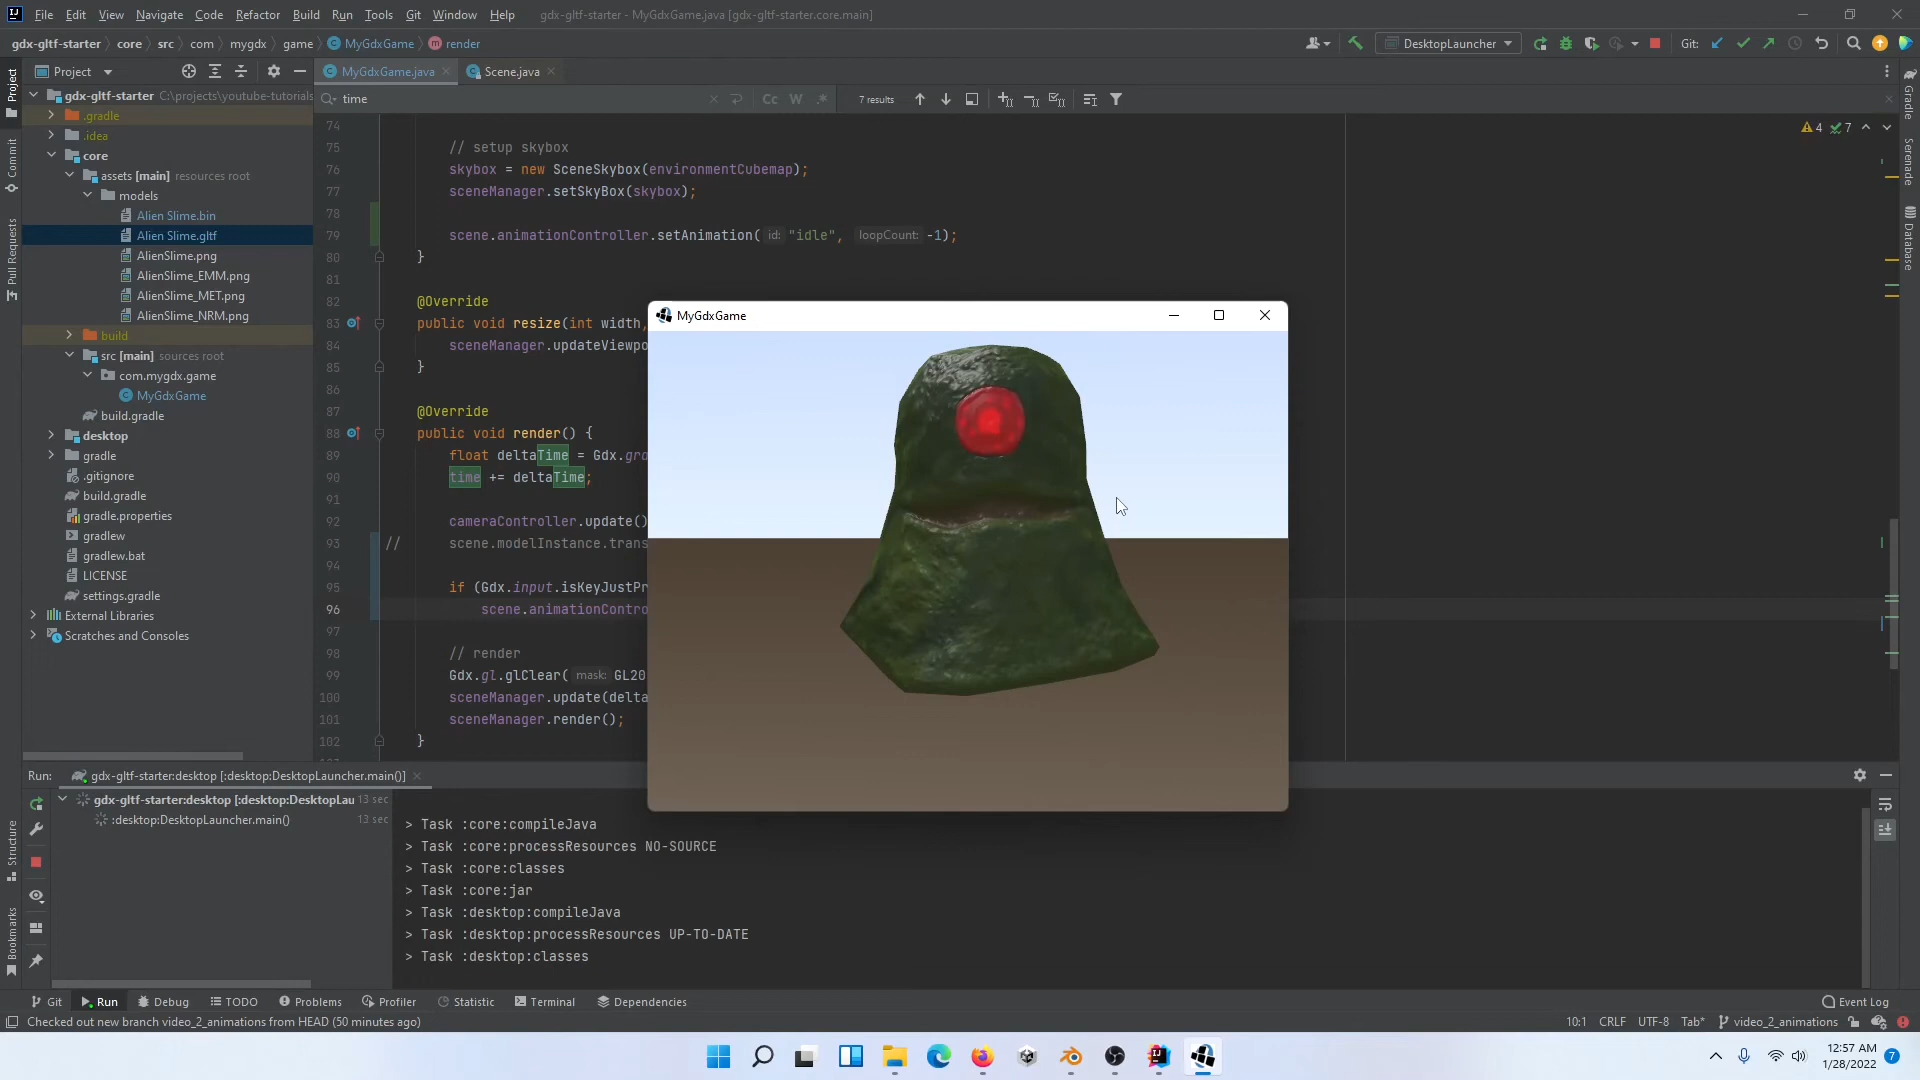 File Edit View Navigate Code Refactor Build Run Tools Git Window Help gdx-gltf-starter - MyGdxGame.java [gdx-gltf-starter.core.main]
gdx-gltf-starter core src com mygdx game MyGdxGame render DesktopLauncher Git:
Project MyGdxGame.java Scene.java
gdx-gltf-starter C:\projects\youtube-tutorials
.gradle
.idea
core
assets [main] resources root
models
Alien Slime.bin
Alien Slime.gltf
AlienSlime.png
AlienSlime_EMM.png
AlienSlime_MET.png
AlienSlime_NRM.png
build
src [main] sources root
com.mygdx.game
MyGdxGame
build.gradle
desktop
gradle
.gitignore
build.gradle
gradle.properties
gradlew
gradlew.bat
LICENSE
settings.gradle
External Libraries
Scratches and Consoles
Project
Commit
Pull Requests
Structure
Bookmarks
time Cc W .* 7 results
4 7
74
75 // setup skybox
76 skybox = new SceneSkybox(environmentCubemap);
77 sceneManager.setSkyBox(skybox);
78
79 scene.animationController.setAnimation( id: "idle", loopCount: -1);
80 }
81
82 @Override
83 public void resize(int width,
84 sceneManager.updateViewpo
85 }
86
87 @Override
88 public void render() {
89 float deltaTime = Gdx.gra
90 time += deltaTime;
91
92 cameraController.update()
93 // scene.modelInstance.trans
94
95 if (Gdx.input.isKeyJustPr
96 scene.animationContro
97
98 // render
99 Gdx.gl.glClear( mask: GL20
100 sceneManager.update(delta
101 sceneManager.render();
102 }
MyGdxGame
Gradle
Serenade
Database
Run: gdx-gltf-starter:desktop [:desktop:DesktopLauncher.main()]
gdx-gltf-starter:desktop [:desktop:DesktopLau 13 sec
:desktop:DesktopLauncher.main() 13 sec
> Task :core:compileJava
> Task :core:processResources NO-SOURCE
> Task :core:classes
> Task :core:jar
> Task :desktop:compileJava
> Task :desktop:processResources UP-TO-DATE
> Task :desktop:classes
Git Run Debug TODO Problems Profiler Statistic Terminal Dependencies Event Log
Checked out new branch video_2_animations from HEAD (50 minutes ago) 10:1 CRLF UTF-8 Tab* video_2_animations
12:57 AM
1/28/2022 7